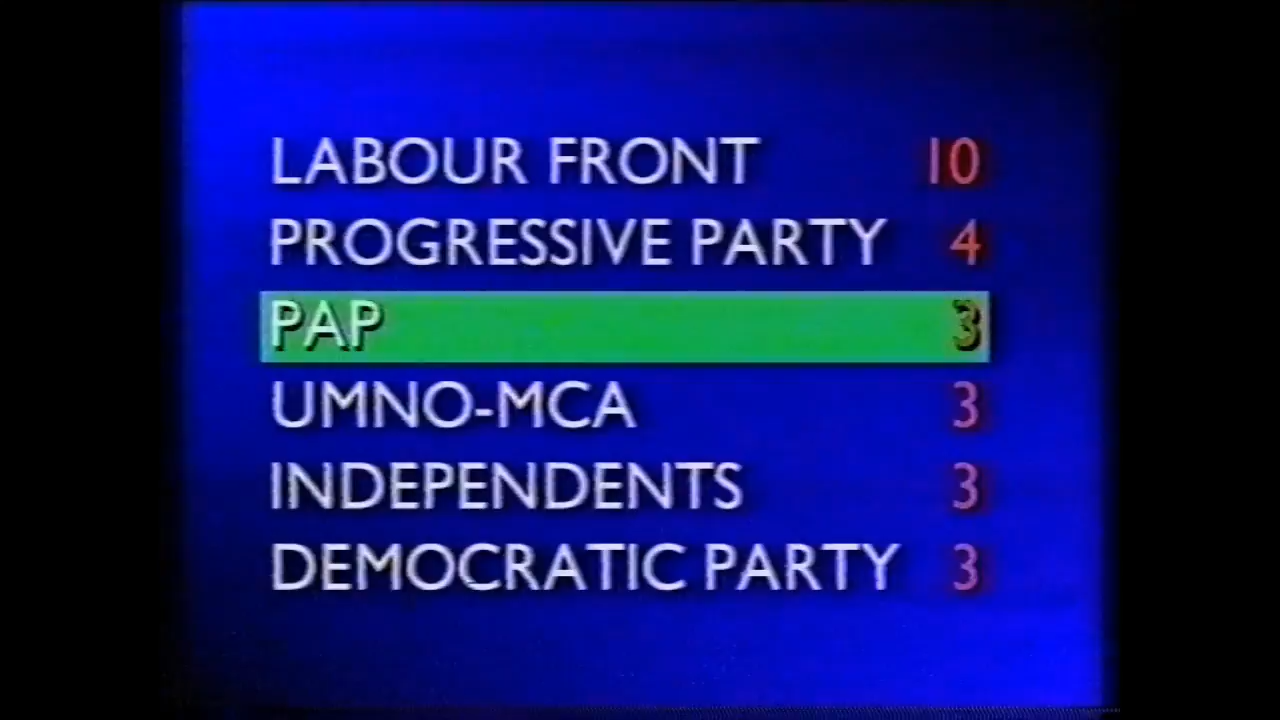 LABOUR FRONT 10
PROGRESSIVE PARTY 4
PAP 3
UMNO-MCA 3
INDEPENDENTS 3
DEMOCRATIC PARTY 3